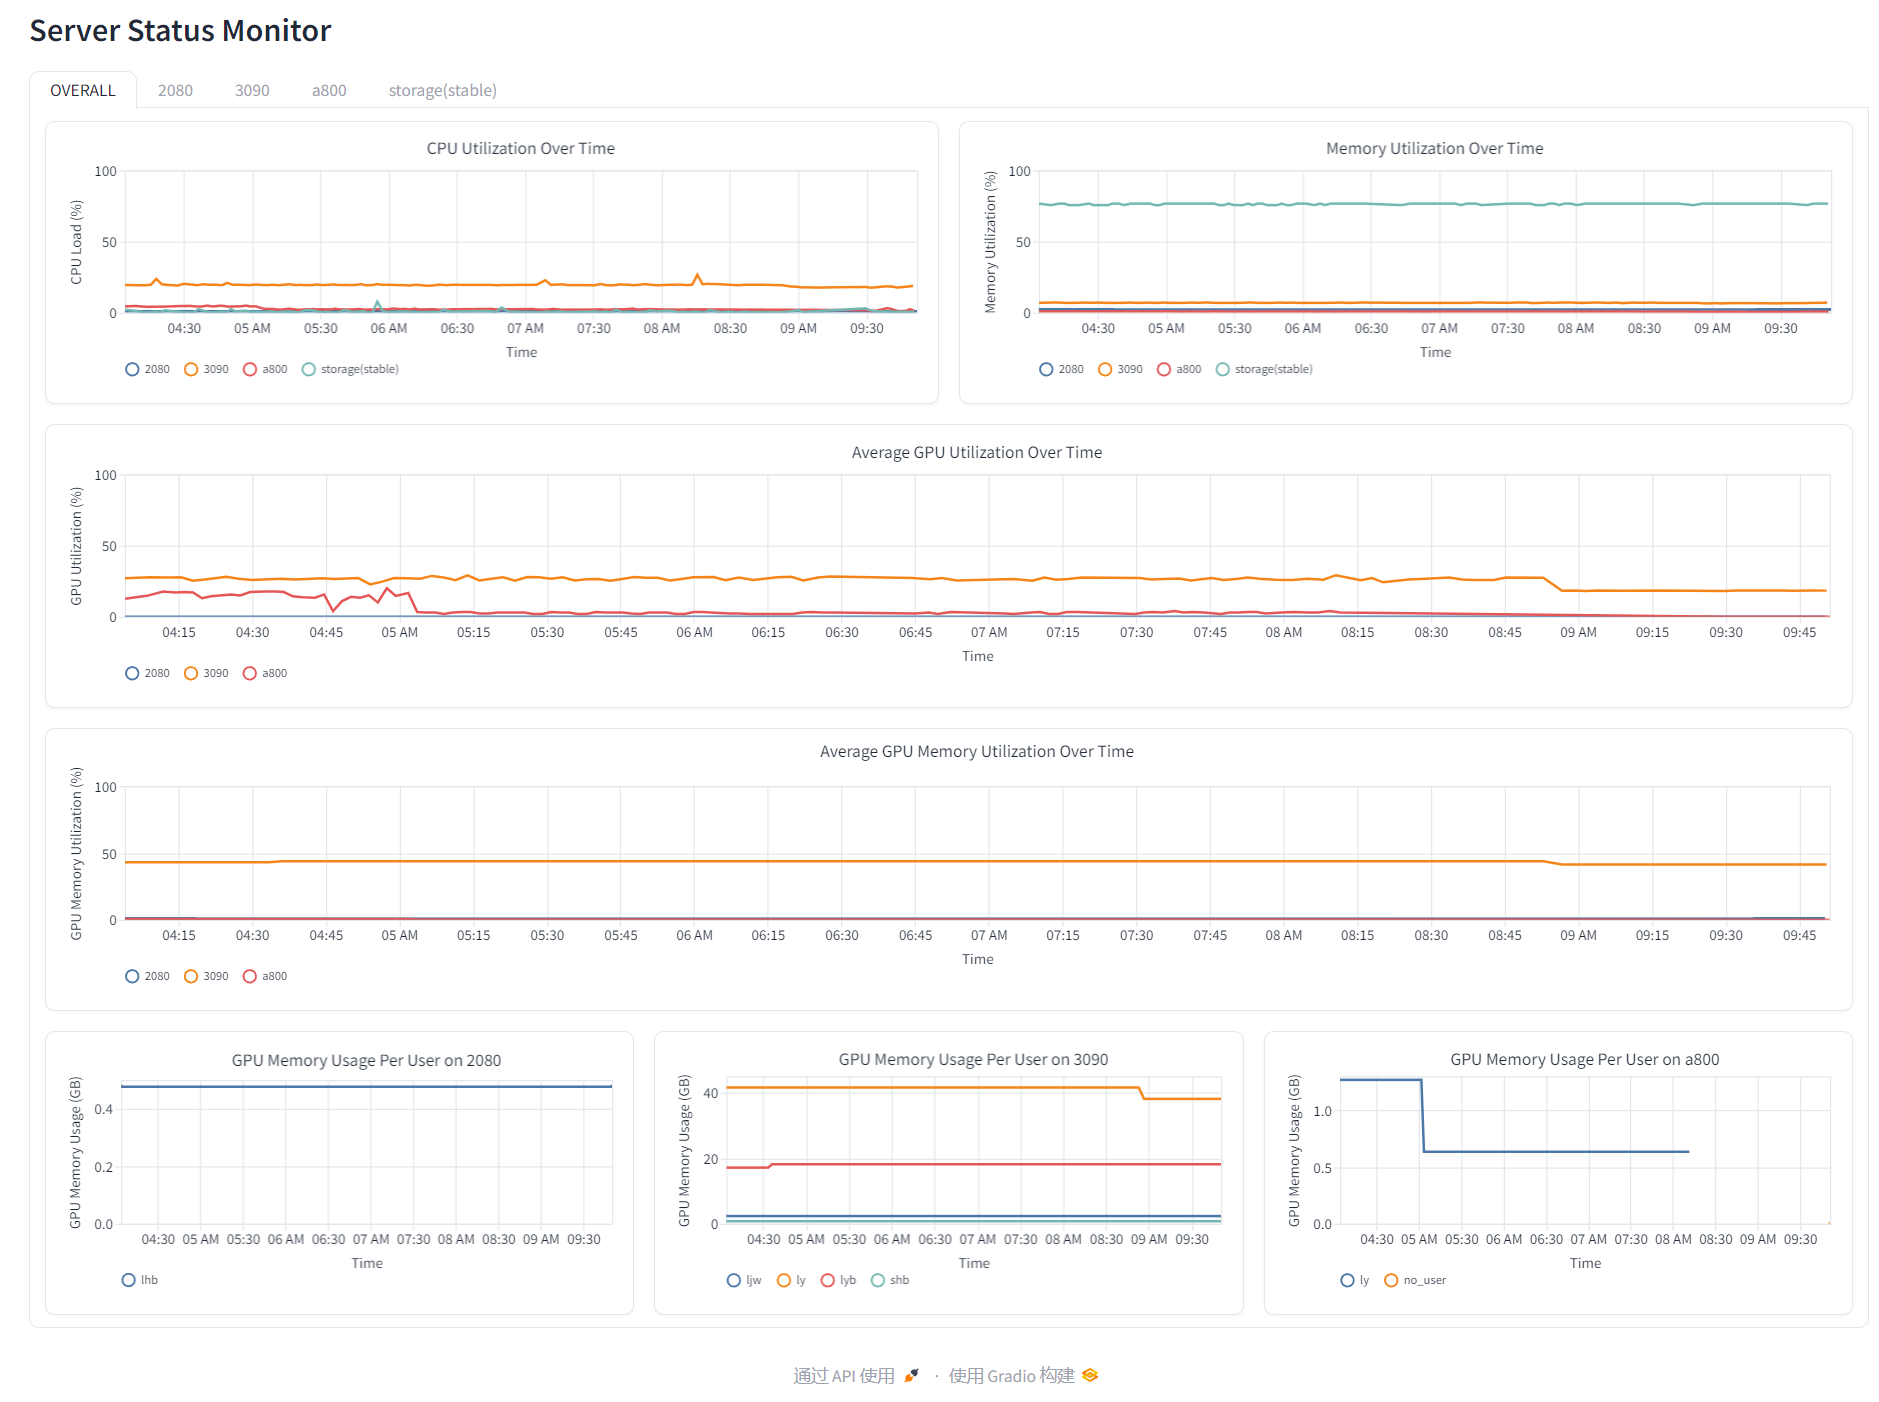 Server Status Monitor
OVERALL 2080 3090 a800 storage(stable)
CPU Utilization Over Time
CPU Load (%)
100
50
0
04:30 05 AM 05:30 06 AM 06:30 07 AM 07:30 08 AM 08:30 09 AM 09:30
Time
2080 3090 a800 storage(stable)
Memory Utilization Over Time
Memory Utilization (%)
100
50
0
04:30 05 AM 05:30 06 AM 06:30 07 AM 07:30 08 AM 08:30 09 AM 09:30
Time
2080 3090 a800 storage(stable)
Average GPU Utilization Over Time
GPU Utilization (%)
100
50
0
04:15 04:30 04:45 05 AM 05:15 05:30 05:45 06 AM 06:15 06:30 06:45 07 AM 07:15 07:30 07:45 08 AM 08:15 08:30 08:45 09 AM 09:15 09:30 09:45
Time
2080 3090 a800
Average GPU Memory Utilization Over Time
GPU Memory Utilization (%)
100
50
0
04:15 04:30 04:45 05 AM 05:15 05:30 05:45 06 AM 06:15 06:30 06:45 07 AM 07:15 07:30 07:45 08 AM 08:15 08:30 08:45 09 AM 09:15 09:30 09:45
Time
2080 3090 a800
GPU Memory Usage Per User on 2080
GPU Memory Usage (GB)
0.4
0.2
0.0
04:30 05 AM 05:30 06 AM 06:30 07 AM 07:30 08 AM 08:30 09 AM 09:30
Time
lhb
GPU Memory Usage Per User on 3090
GPU Memory Usage (GB)
40
20
0
04:30 05 AM 05:30 06 AM 06:30 07 AM 07:30 08 AM 08:30 09 AM 09:30
Time
ljw ly lyb shb
GPU Memory Usage Per User on a800
GPU Memory Usage (GB)
1.0
0.5
0.0
04:30 05 AM 05:30 06 AM 06:30 07 AM 07:30 08 AM 08:30 09 AM 09:30
Time
ly no_user
通过 API 使用 · 使用 Gradio 构建